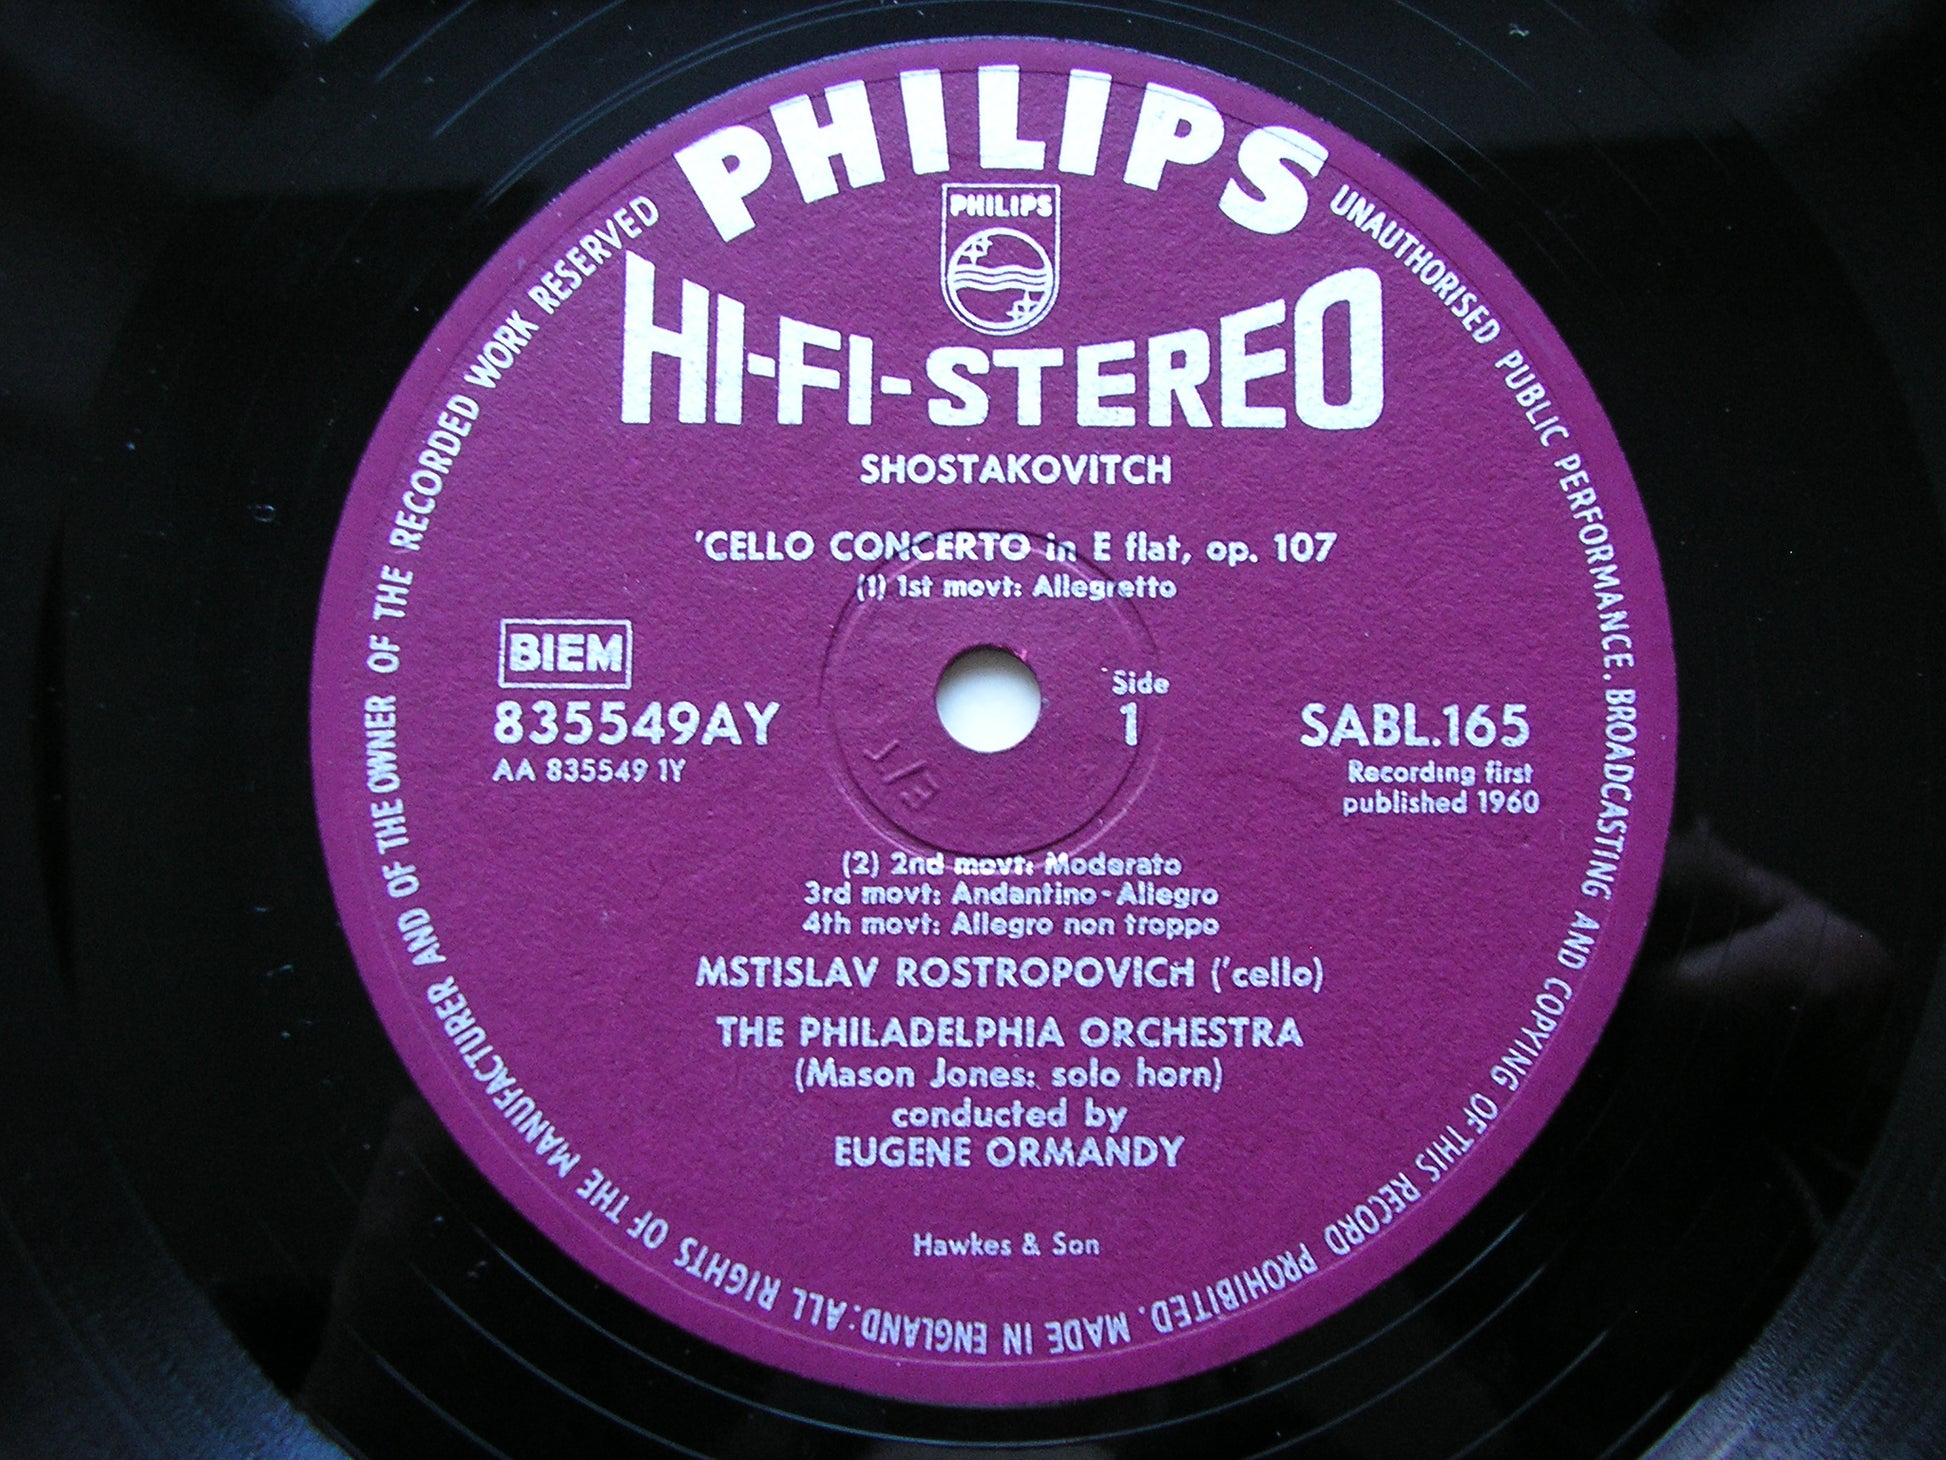 PHILIPS
PHILIPS
HI-FI-STEREO
SHOSTAKOVITCH
'CELLO CONCERTO in E flat, op. 107
(1) 1st movt: Allegretto
BIEM
835549AY
AA 835549 1Y
Side
1
SABL.165
Recording first
published 1960
(2) 2nd movt: Moderato
3rd movt: Andantino-Allegro
4th movt: Allegro non troppo
MSTISLAV ROSTROPOVICH ('cello)
THE PHILADELPHIA ORCHESTRA
(Mason Jones: solo horn)
conducted by
EUGENE ORMANDY
Hawkes & Son
ALL RIGHTS OF THE MANUFACTURER AND OF THE OWNER OF THE RECORDED WORK RESERVED
UNAUTHORISED PUBLIC PERFORMANCE, BROADCASTING AND COPYING OF THIS RECORD PROHIBITED. MADE IN ENGLAND: